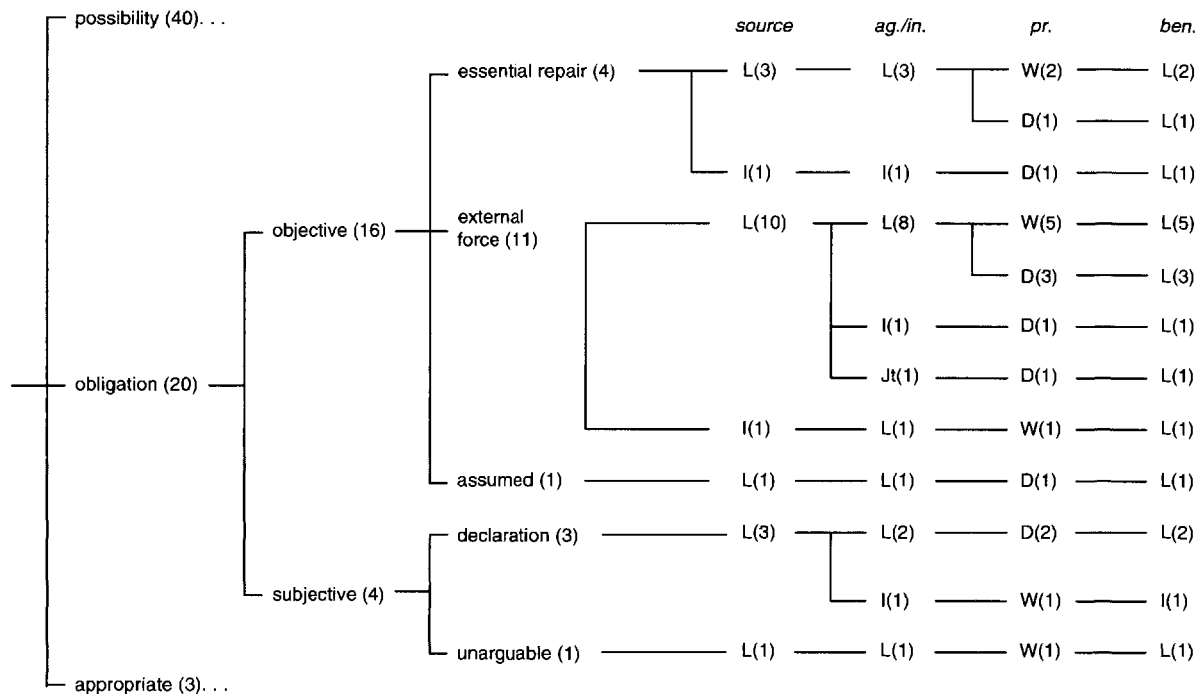 possibility (40). . .
source ag./in. pr. ben.
essential repair (4) L(3) L(3) W(2) L(2)
D(1) L(1)
I(1) I(1) D(1) L(1)
external
force (11) L(10) L(8) W(5) L(5)
objective (16)
D(3) L(3)
I(1) D(1) L(1)
obligation (20) Jt(1) D(1) L(1)
I(1) L(1) W(1) L(1)
assumed (1) L(1) L(1) D(1) L(1)
declaration (3) L(3) L(2) D(2) L(2)
subjective (4) I(1) W(1) I(1)
unarguable (1) L(1) L(1) W(1) L(1)
appropriate (3). . .